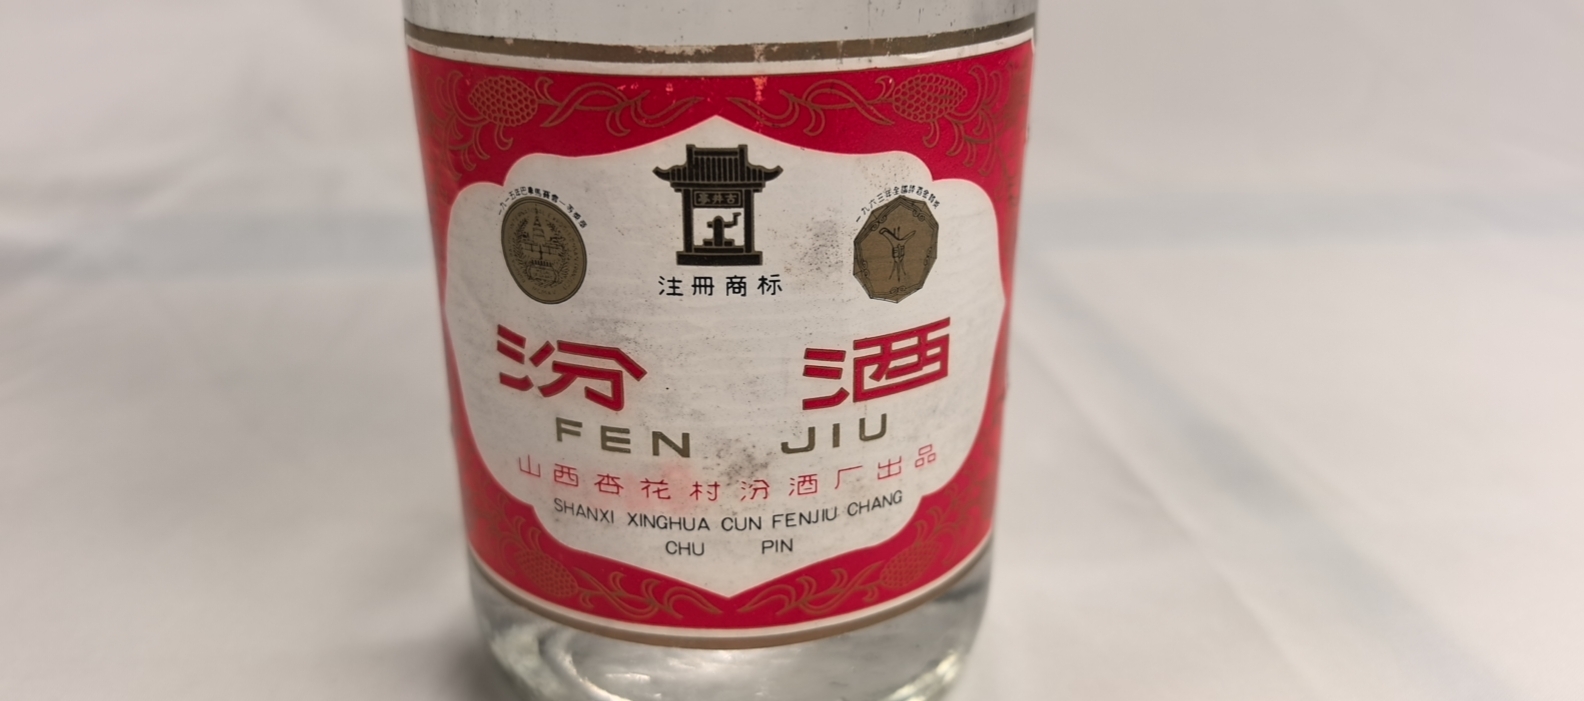 古井亭
注冊商标
汾酒
FEN JIU
山西杏花村汾酒厂出品
SHANXI XINGHUA CUN FENJIU CHANG
CHU PIN